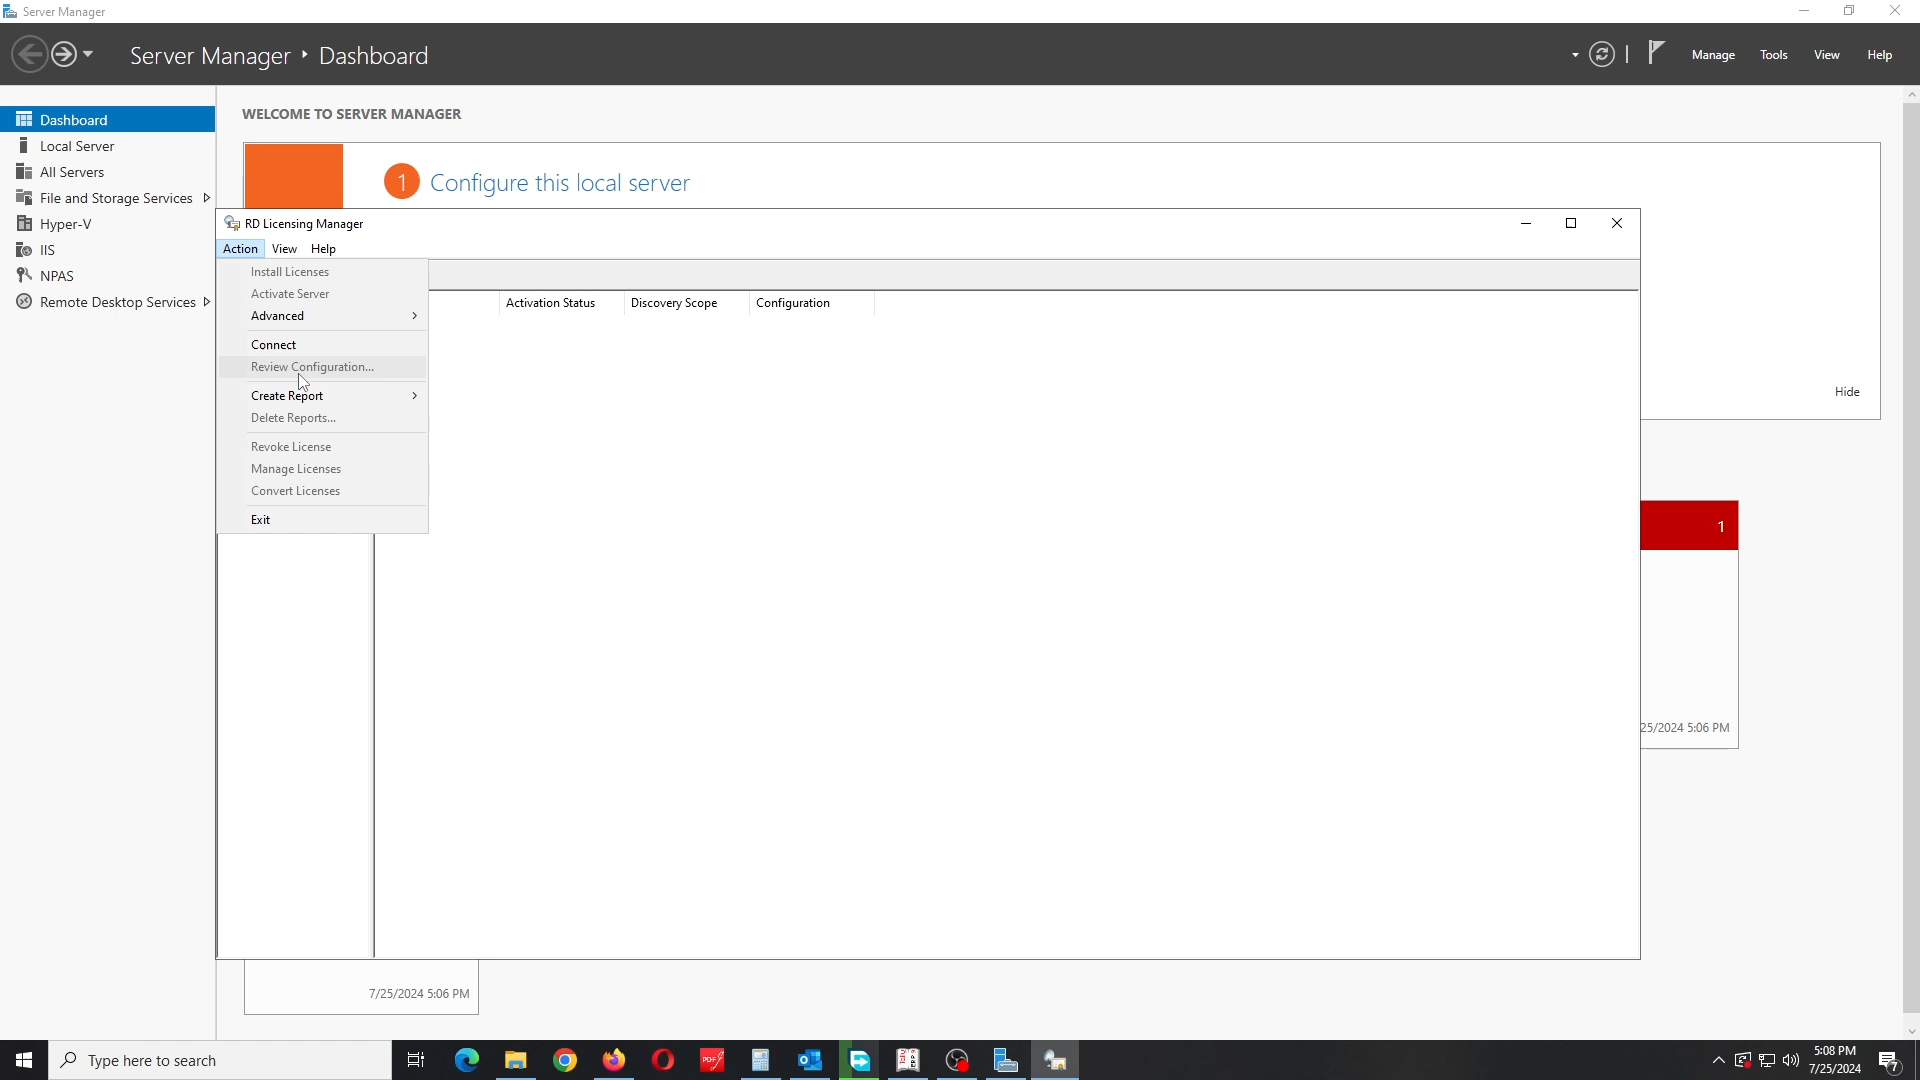 Server Manager
Server Manager ‣ Dashboard
Manage Tools View Help
Dashboard
Local Server
All Servers
File and Storage Services
Hyper-V
IIS
NPAS
Remote Desktop Services
WELCOME TO SERVER MANAGER
1 Configure this local server
Hide
RD Licensing Manager
Action View Help
Install Licenses
Activate Server
Advanced
Connect
Review Configuration...
Create Report
Delete Reports...
Revoke License
Manage Licenses
Convert Licenses
Exit
Activation Status Discovery Scope Configuration
1
25/2024 5:06 PM
7/25/2024 5:06 PM
Type here to search
PDF
5:08 PM
7/25/2024
7